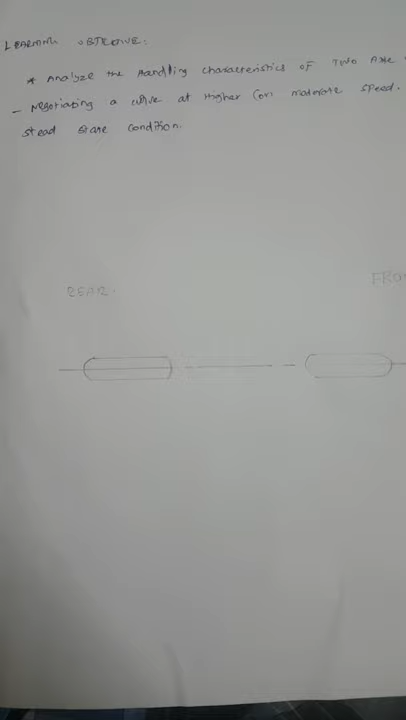 LEARNING OBJECTIVE:
* Analyze the Handling characteristics OF Two Axle
- Negotiating a curve at Higher (or) moderate speed.
stead state condition.
REAR.
FRO